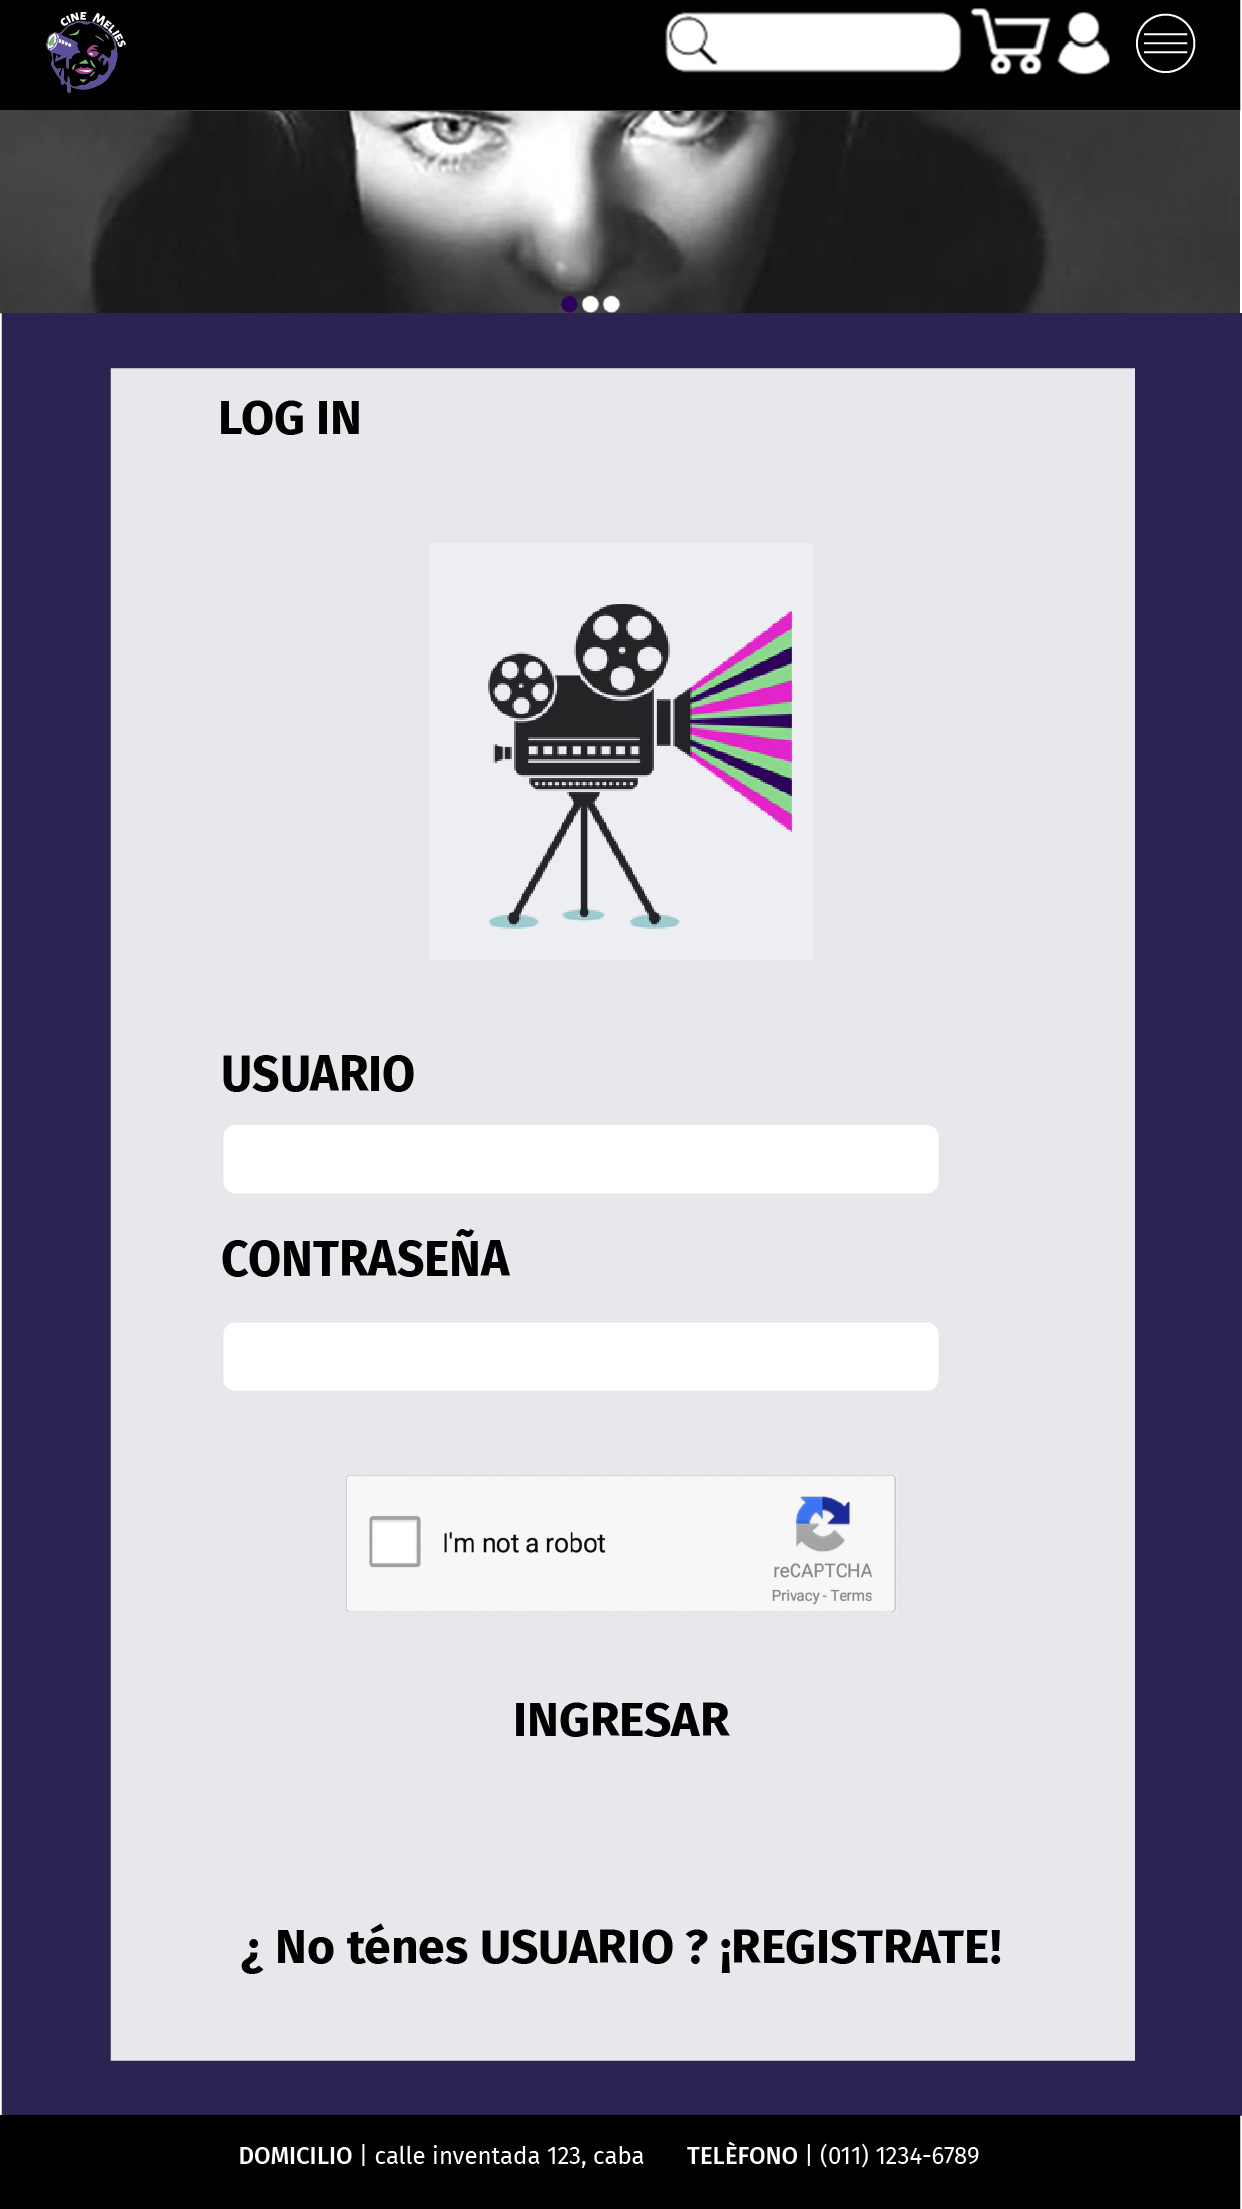 CINE MELIES
LOG IN
USUARIO
CONTRASEÑA
I'm not a robot
reCAPTCHA
Privacy - Terms
INGRESAR
¿ No ténes USUARIO ? ¡REGISTRATE!
DOMICILIO | calle inventada 123, caba TELÈFONO | (011) 1234-6789